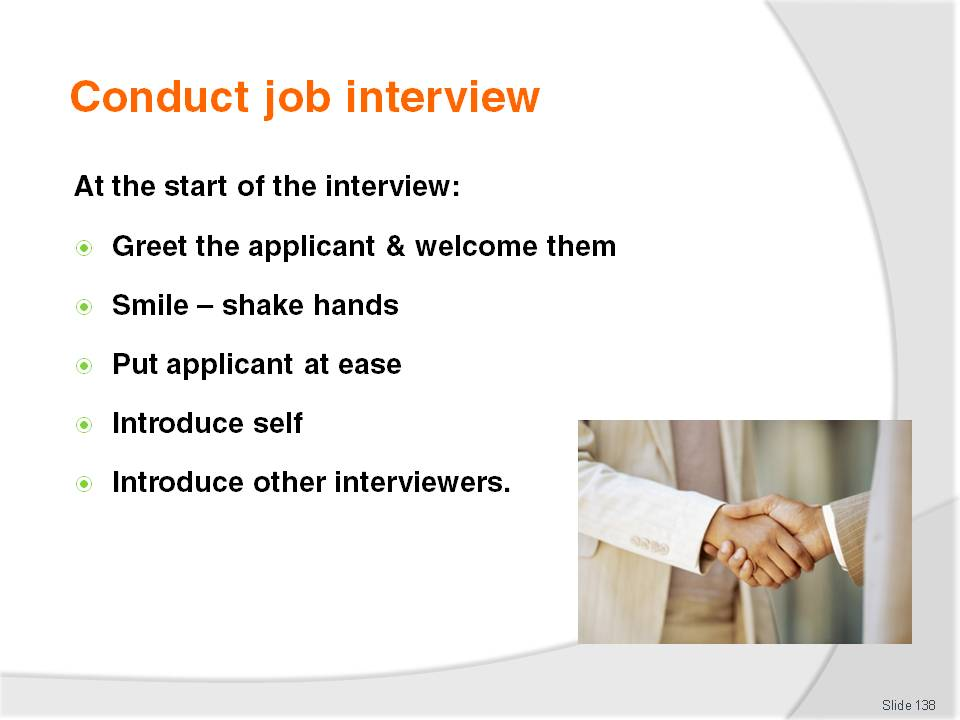 Conduct job interview
At the start of the interview:
Greet the applicant & welcome them
Smile – shake hands
Put applicant at ease
Introduce self
Introduce other interviewers.
Slide 138